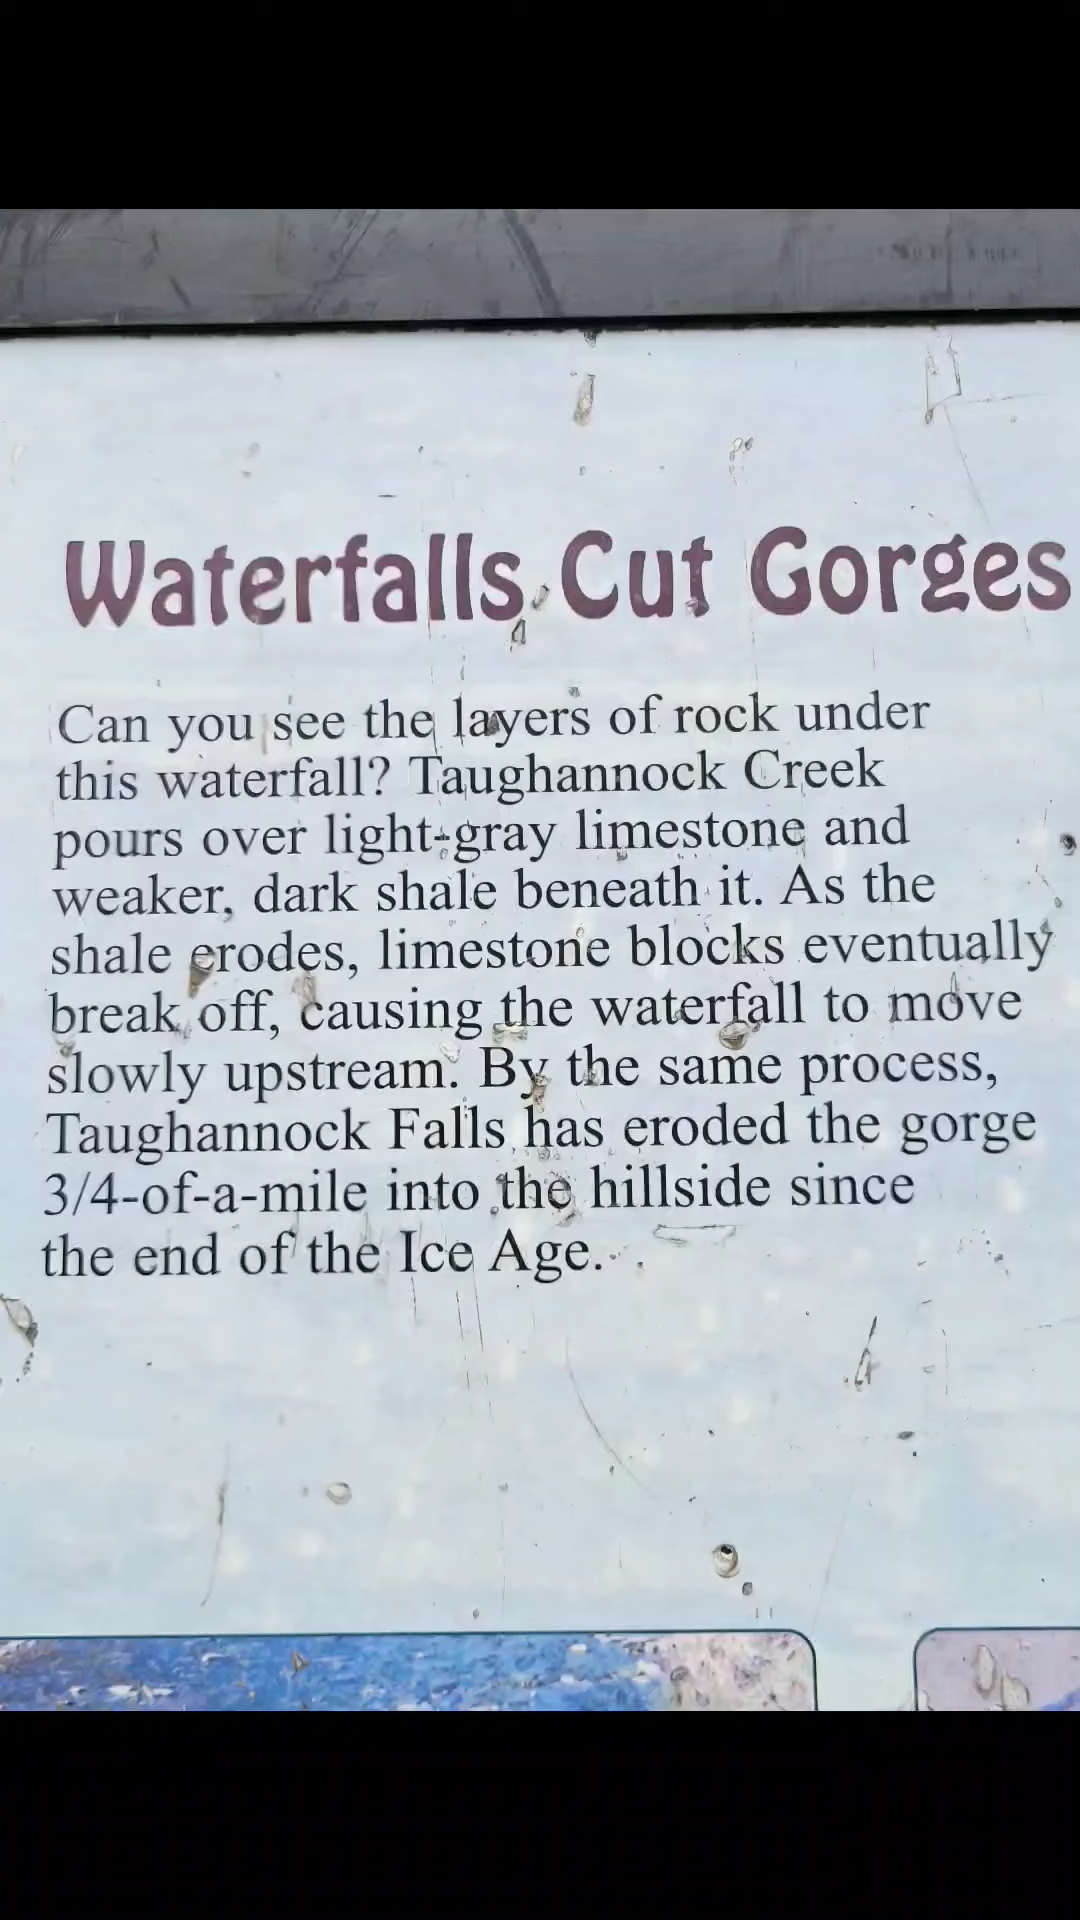 Waterfalls Cut Gorges
Can you see the layers of rock under
this waterfall? Taughannock Creek
pours over light-gray limestone and
weaker, dark shale beneath it. As the
shale erodes, limestone blocks eventually
break off, causing the waterfall to move
slowly upstream. By the same process,
Taughannock Falls has eroded the gorge
3/4-of-a-mile into the hillside since
the end of the Ice Age.